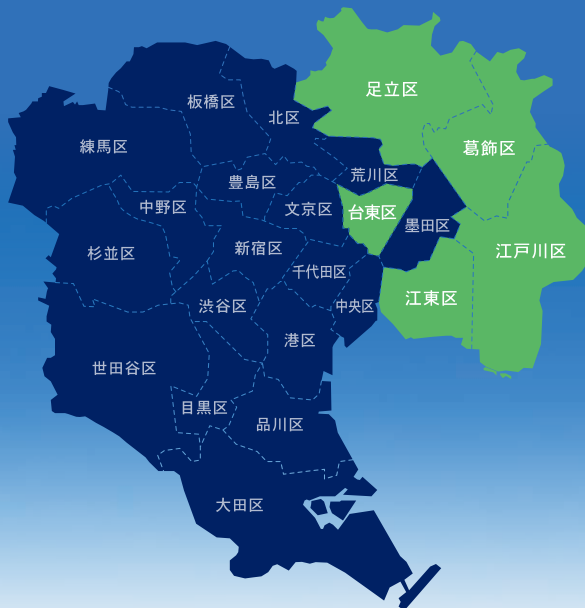 足立区
板橋区
北区
練馬区
葛飾区
荒川区
豊島区
中野区
文京区
台東区
墨田区
杉並区
新宿区
江戸川区
千代田区
江東区
渋谷区
中央区
港区
世田谷区
目黒区
品川区
大田区